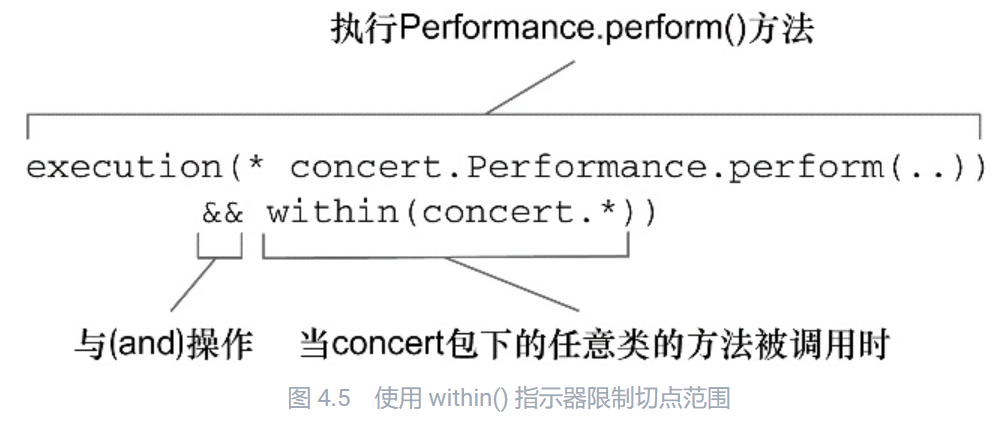 执行Performance.perform()方法
execution(* concert.Performance.perform(..))
&& within(concert.*))
与(and)操作
当concert包下的任意类的方法被调用时
图 4.5 使用 within() 指示器限制切点范围